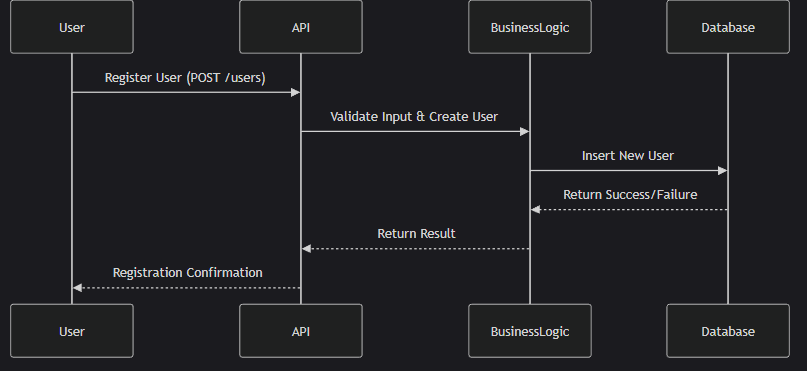 User
API
BusinessLogic
Database
Register User (POST /users)
Validate Input & Create User
Insert New User
Return Success/Failure
Return Result
Registration Confirmation
User
API
BusinessLogic
Database